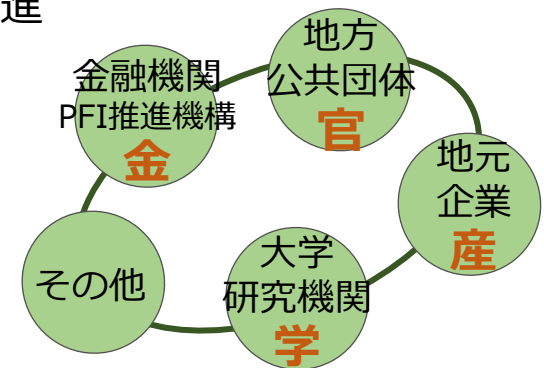 進
地方
公共団体
官
金融機関
PFI推進機構
金
地元
企業
産
大学
研究機関
学
その他